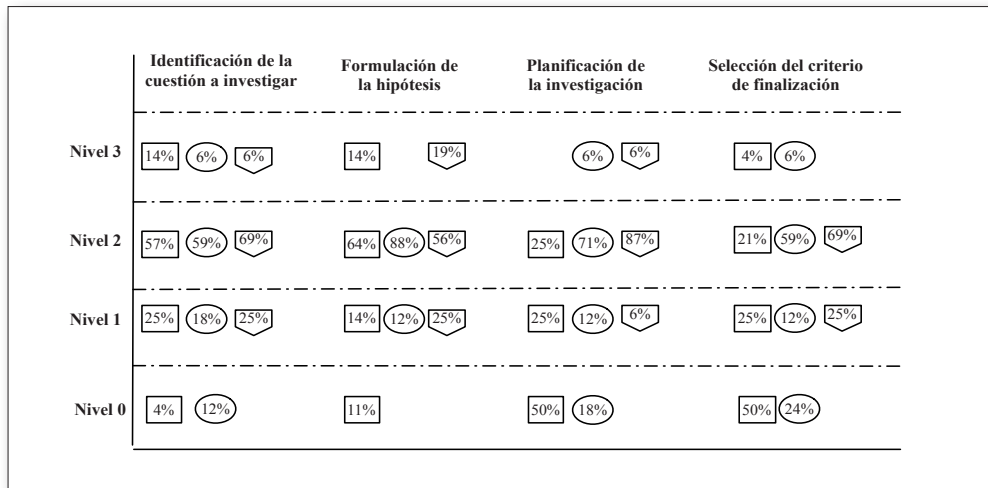 Identificación de la
cuestión a investigar
Formulación de
la hipótesis
Planificación de
la investigación
Selección del criterio
de finalización
Nivel 3 14% 6% 6% 14% 19% 6% 6% 4% 6%
Nivel 2 57% 59% 69% 64% 88% 56% 25% 71% 87% 21% 59% 69%
Nivel 1 25% 18% 25% 14% 12% 25% 25% 12% 6% 25% 12% 25%
Nivel 0 4% 12% 11% 50% 18% 50% 24%